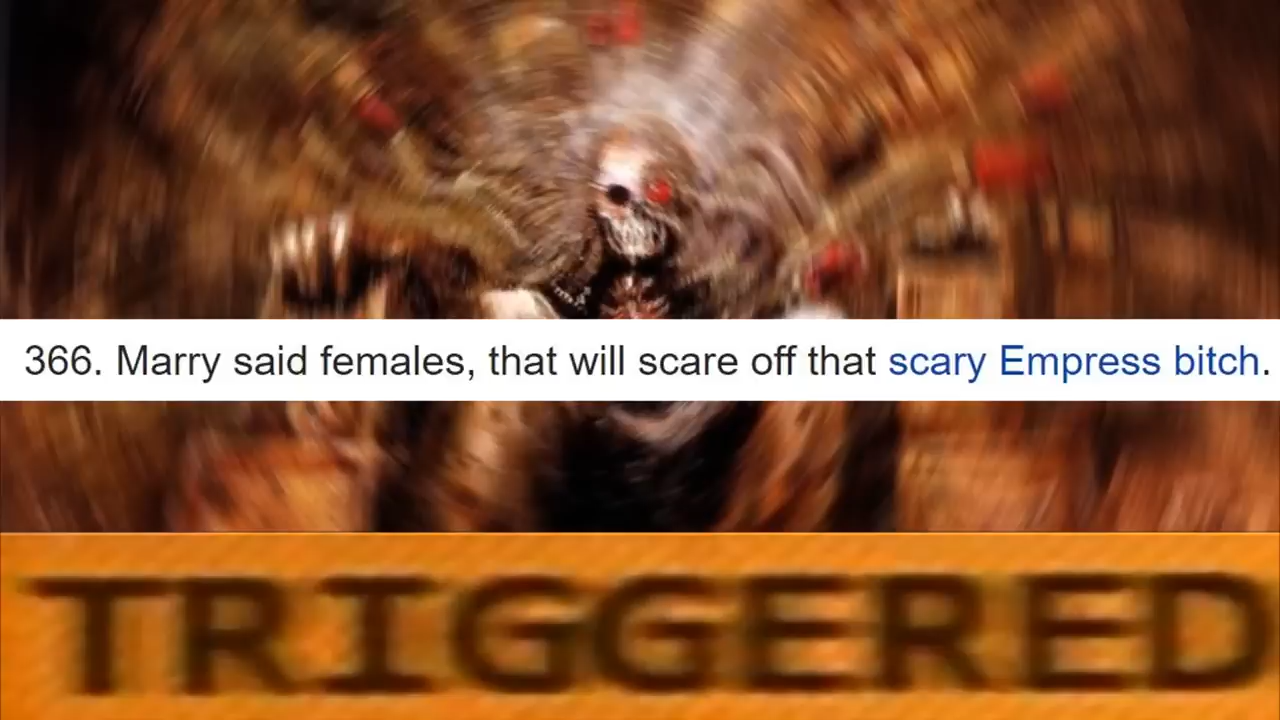 366. Marry said females, that will scare off that scary Empress bitch.
TRIGGERED